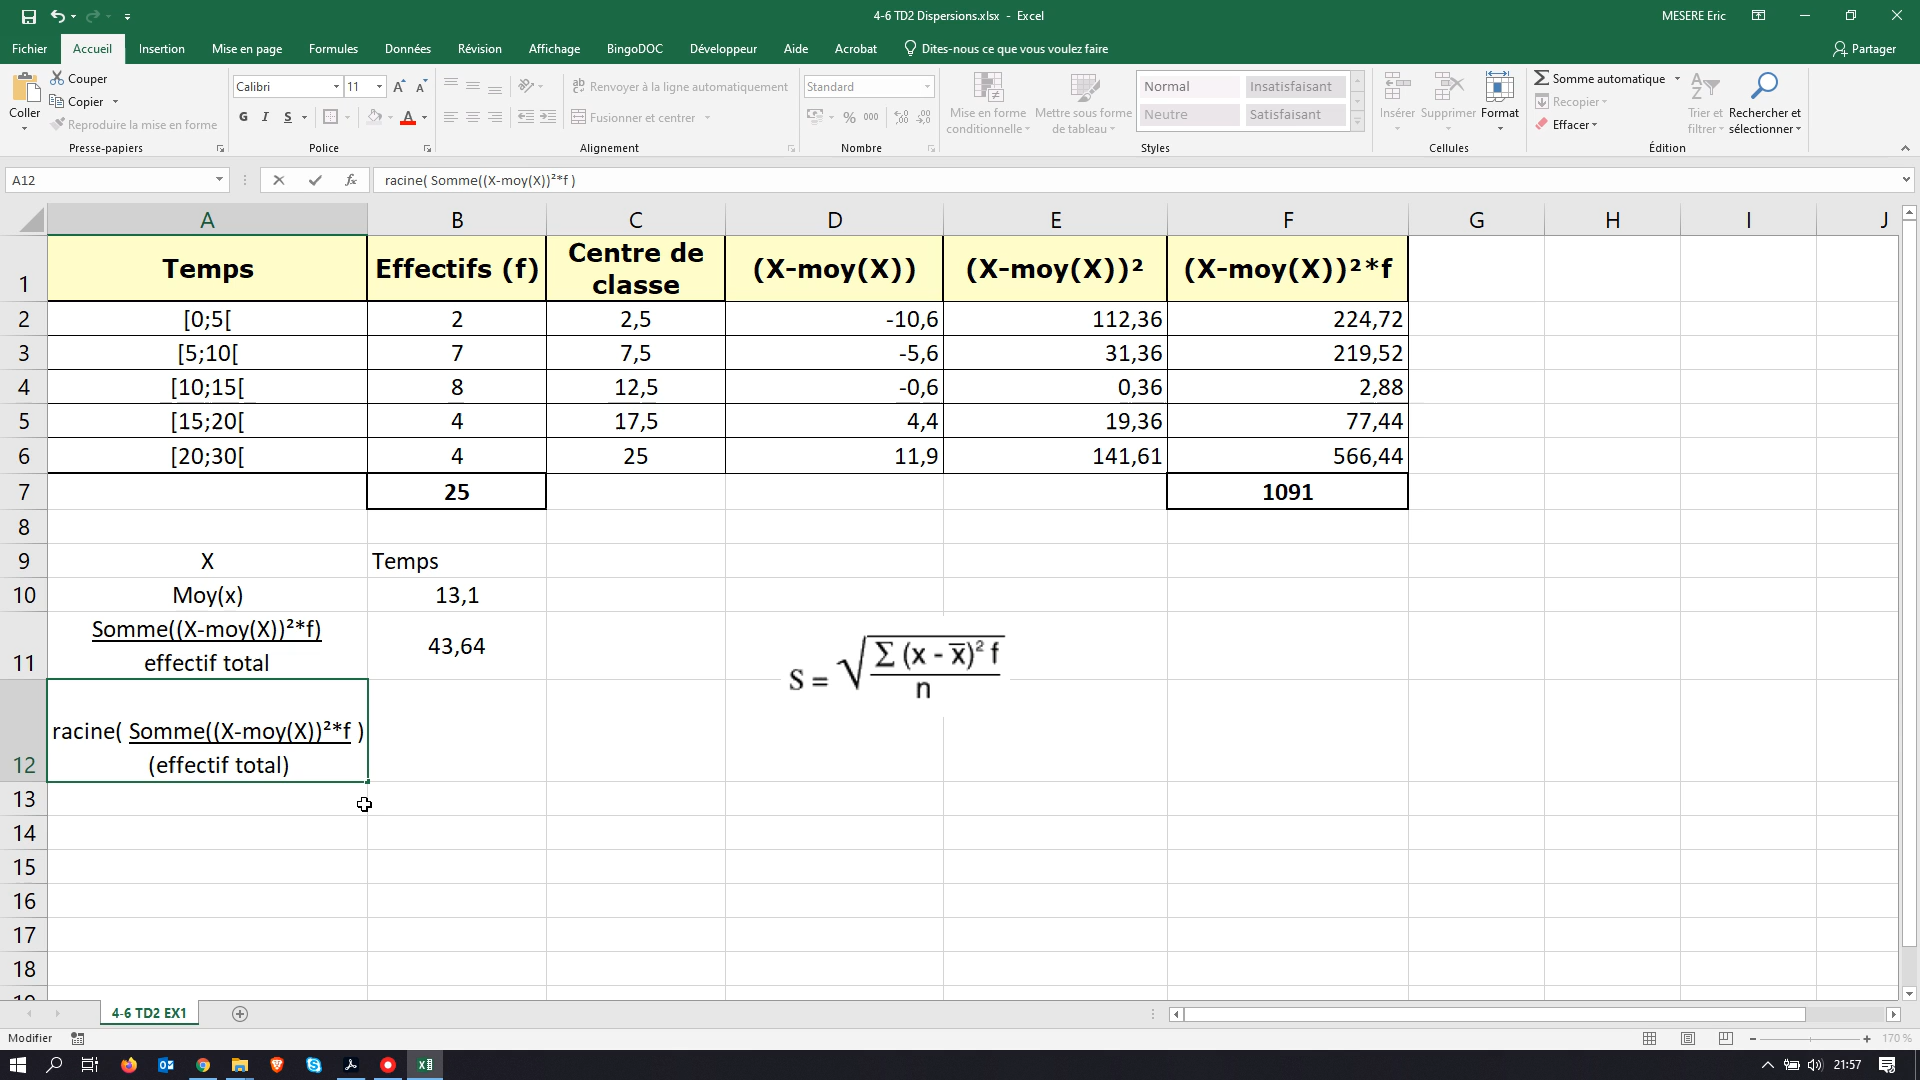 4-6 TD2 Dispersions.xlsx - Excel
MESERE Eric
Fichier Accueil Insertion Mise en page Formules Données Révision Affichage BingoDOC Développeur Aide Acrobat Dites-nous ce que vous voulez faire Partager
Coller
Couper
Copier
Reproduire la mise en forme
Presse-papiers
Calibri 11
G I S
Police
Renvoyer à la ligne automatiquement
Fusionner et centrer
Alignement
Standard
% 000
Nombre
Mise en forme conditionnelle
Mettre sous forme de tableau
Normal Insatisfaisant
Neutre Satisfaisant
Styles
Insérer Supprimer Format
Cellules
Somme automatique
Recopier
Effacer
Trier et filtrer
Rechercher et sélectionner
Édition
A12
fx
racine( Somme((X-moy(X))²*f )
A B C D E F G H I J
1 Temps Effectifs (f) Centre de classe (X-moy(X)) (X-moy(X))² (X-moy(X))²*f
2 [0;5[ 2 2,5 -10,6 112,36 224,72
3 [5;10[ 7 7,5 -5,6 31,36 219,52
4 [10;15[ 8 12,5 -0,6 0,36 2,88
5 [15;20[ 4 17,5 4,4 19,36 77,44
6 [20;30[ 4 25 11,9 141,61 566,44
7 25 1091
8
9 X Temps
10 Moy(x) 13,1
Somme((X-moy(X))²*f)
11 effectif total 43,64
S = √ Σ (x - x̅)² f
n
racine( Somme((X-moy(X))²*f )
12 (effectif total)
13
14
15
16
17
18
4-6 TD2 EX1
Modifier
170 %
21:57